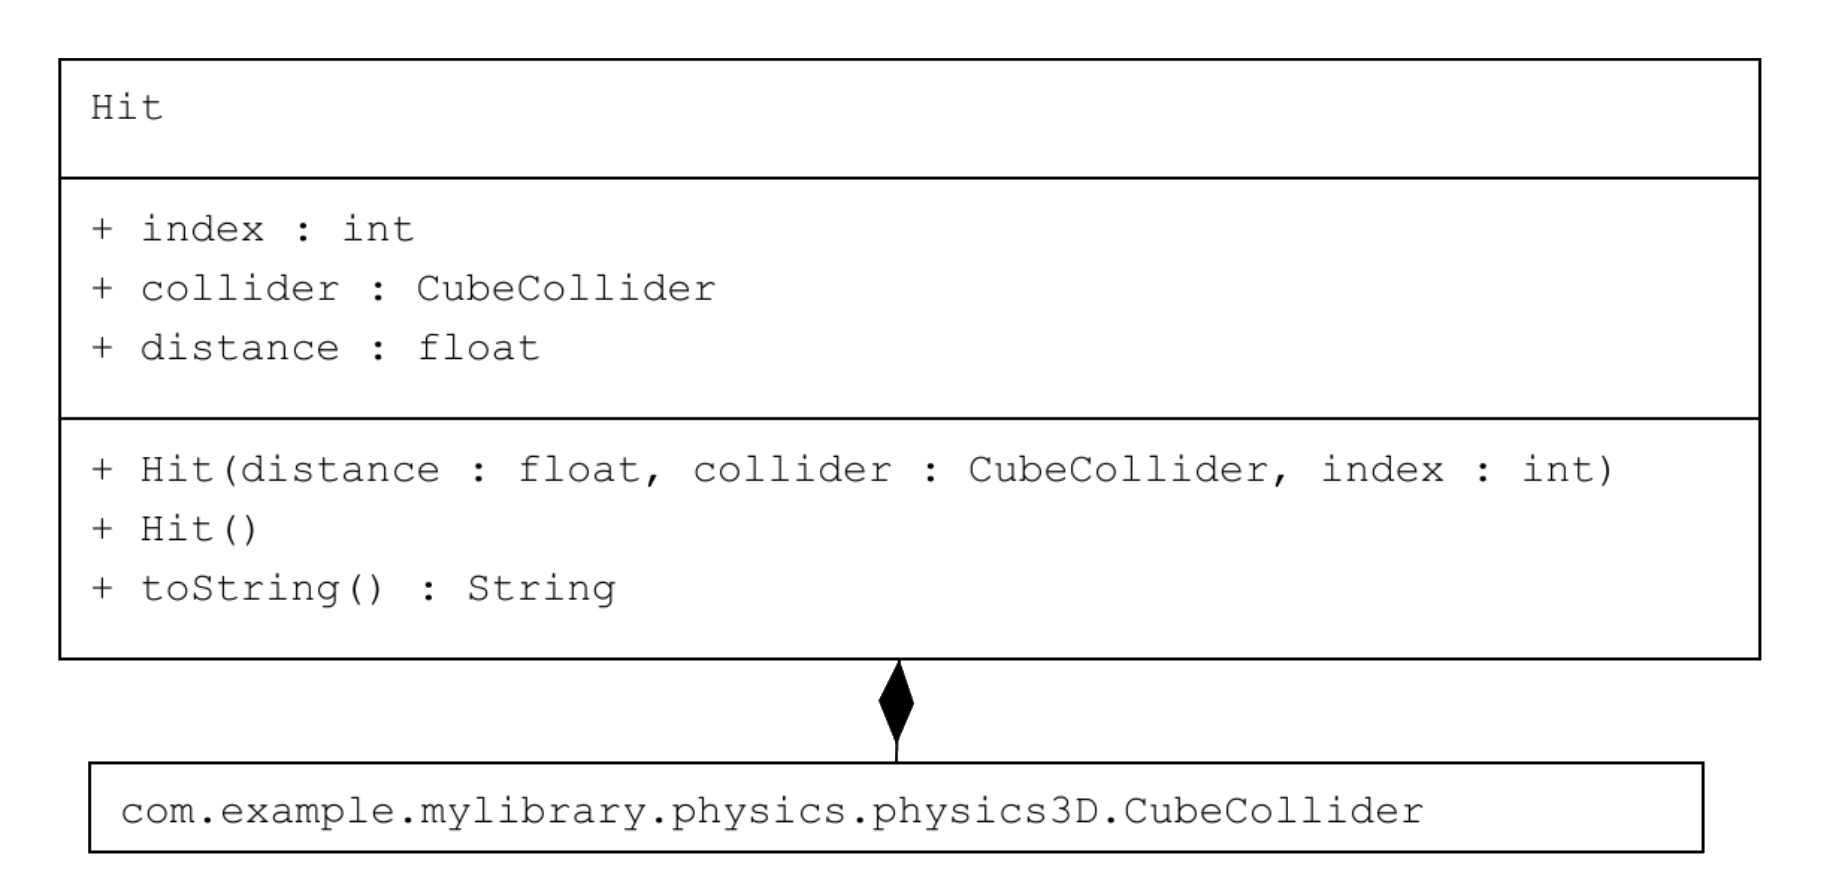 Hit
+ index : int
+ collider : CubeCollider
+ distance : float
+ Hit(distance : float, collider : CubeCollider, index : int)
+ Hit()
+ toString() : String
com.example.mylibrary.physics.physics3D.CubeCollider